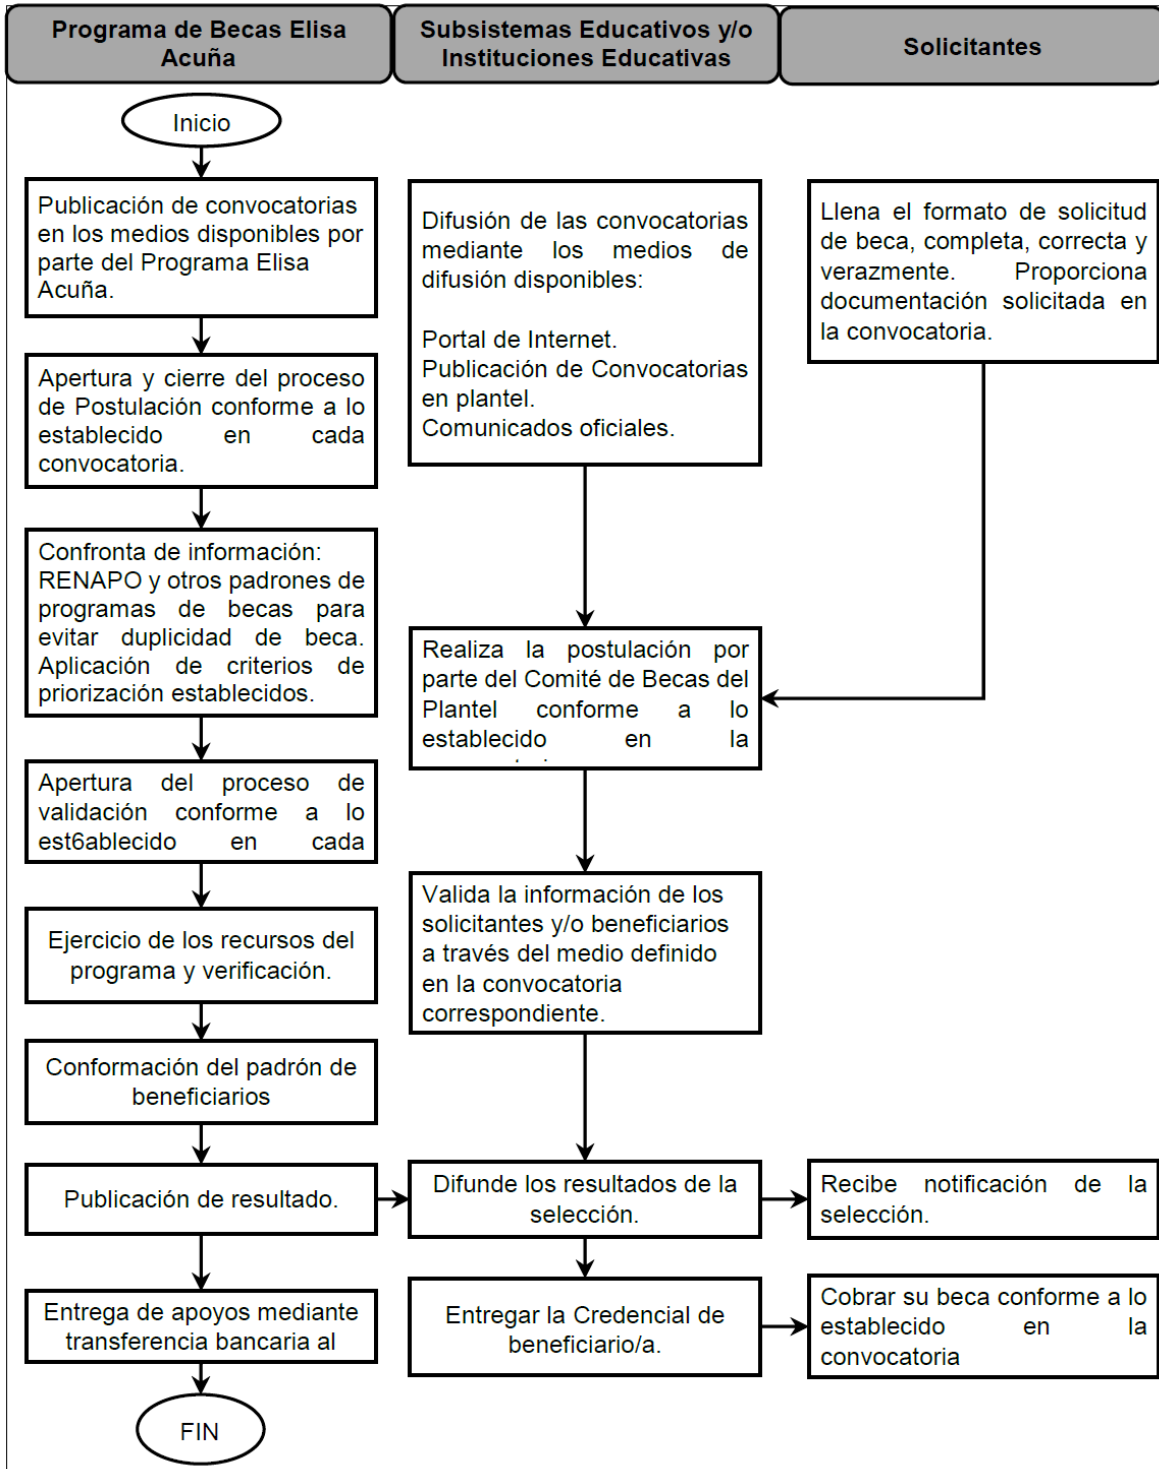 Programa de Becas Elisa
Acuña
Subsistemas Educativos y/o
Instituciones Educativas
Solicitantes
Inicio
Publicación de convocatorias
en los medios disponibles por
parte del Programa Elisa
Acuña.
Apertura y cierre del proceso
de Postulación conforme a lo
establecido en cada
convocatoria.
Confronta de información:
RENAPO y otros padrones de
programas de becas para
evitar duplicidad de beca.
Aplicación de criterios de
priorización establecidos.
Apertura del proceso de
validación conforme a lo
est6ablecido en cada
Ejercicio de los recursos del
programa y verificación.
Conformación del padrón de
beneficiarios
Publicación de resultado.
Entrega de apoyos mediante
transferencia bancaria al
FIN
Difusión de las convocatorias
mediante los medios de
difusión disponibles:
Portal de Internet.
Publicación de Convocatorias
en plantel.
Comunicados oficiales.
Realiza la postulación por
parte del Comité de Becas del
Plantel conforme a lo
establecido en la
Valida la información de los
solicitantes y/o beneficiarios
a través del medio definido
en la convocatoria
correspondiente.
Difunde los resultados de la
selección.
Entregar la Credencial de
beneficiario/a.
Llena el formato de solicitud
de beca, completa, correcta y
verazmente. Proporciona
documentación solicitada en
la convocatoria.
Recibe notificación de la
selección.
Cobrar su beca conforme a lo
establecido en la
convocatoria